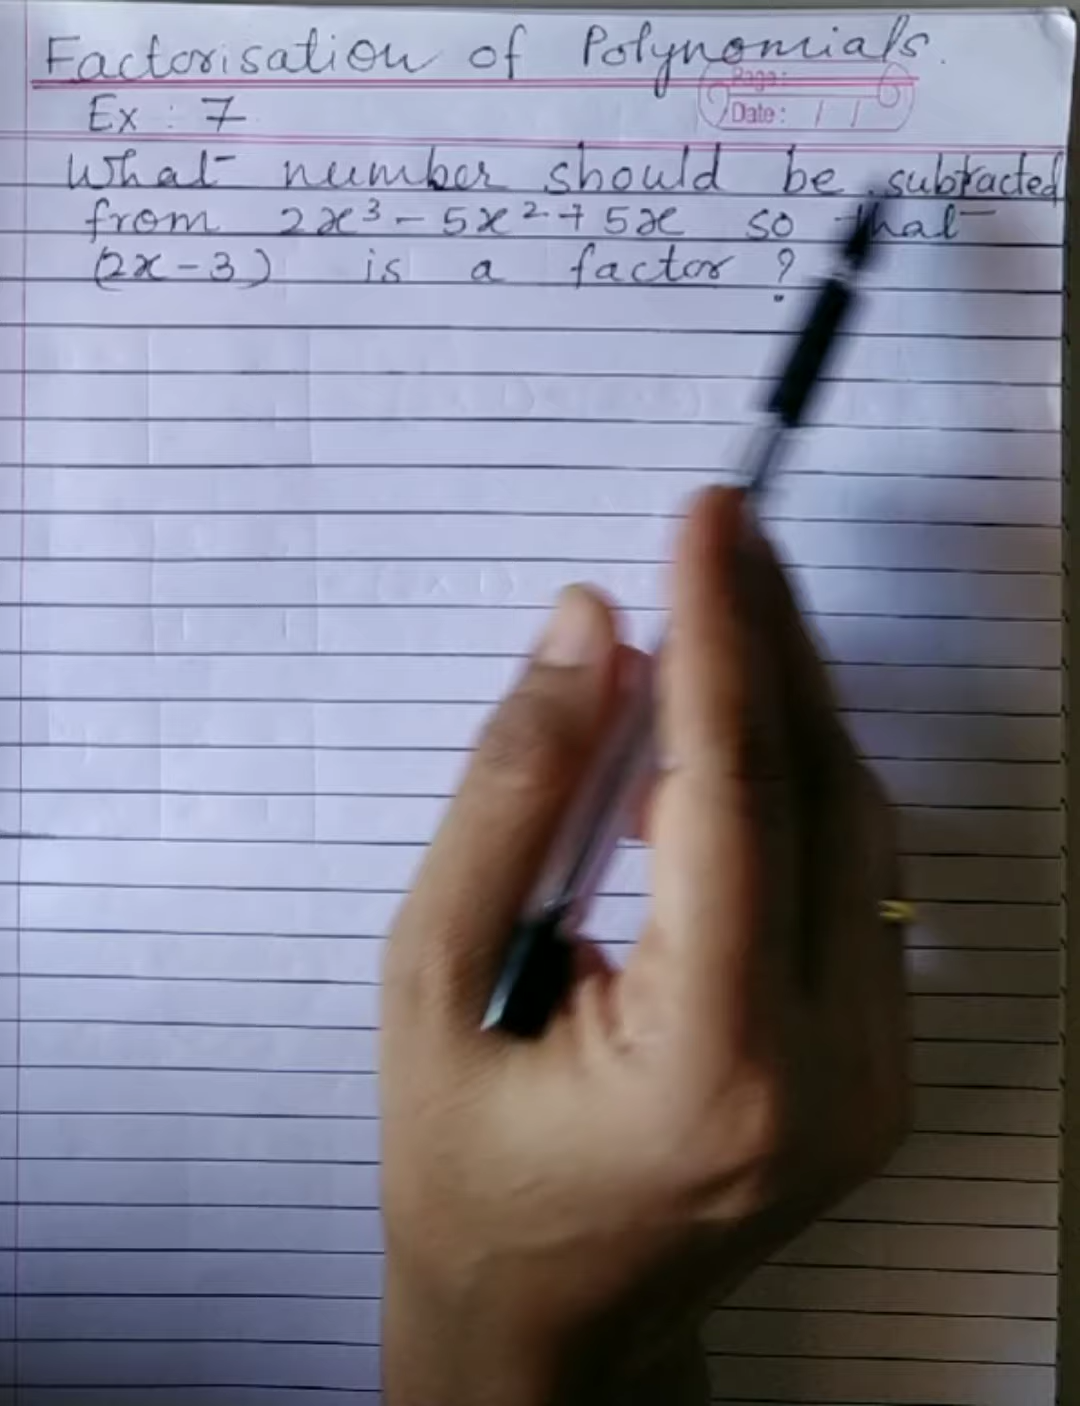 Factorisation of Polynomials.
Page:
Ex : 7
Date : / /
What number should be subtracted
from 2x³ - 5x² + 5x so that
(2x - 3) is a factor ?